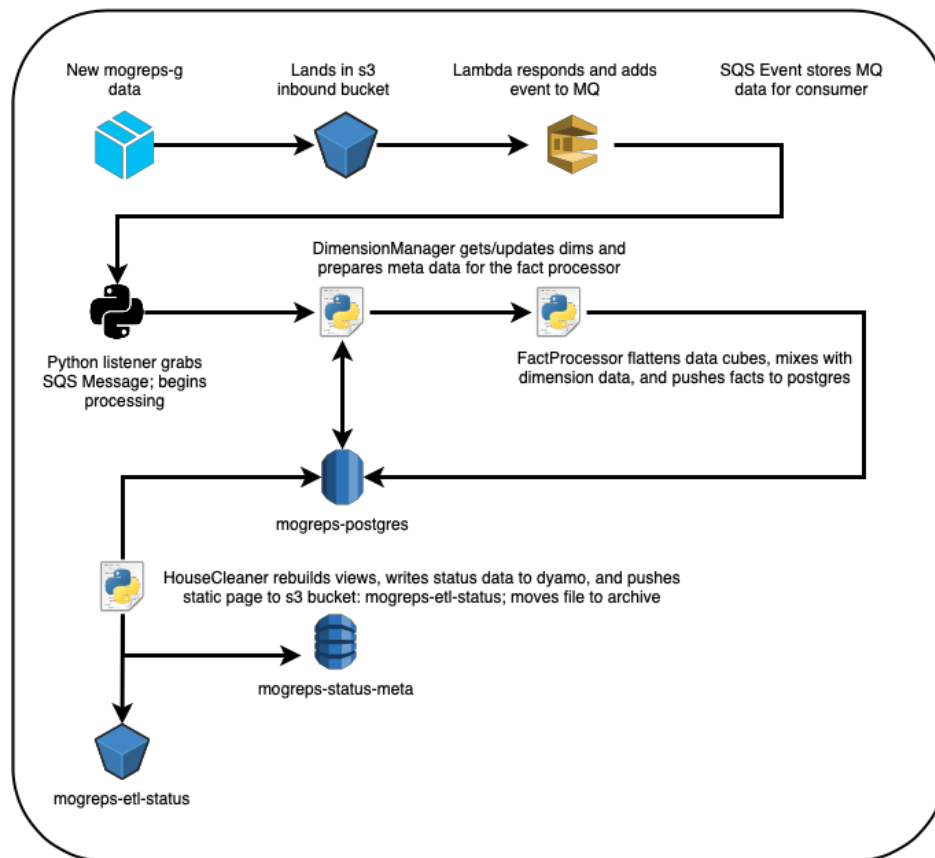 New mogreps-g
data
Lands in s3
inbound bucket
Lambda responds and adds
event to MQ
SQS Event stores MQ
data for consumer
DimensionManager gets/updates dims and
prepares meta data for the fact processor
Python listener grabs
SQS Message; begins
processing
FactProcessor flattens data cubes, mixes with
dimension data, and pushes facts to postgres
mogreps-postgres
HouseCleaner rebuilds views, writes status data to dyamo, and pushes
static page to s3 bucket: mogreps-etl-status; moves file to archive
mogreps-status-meta
mogreps-etl-status